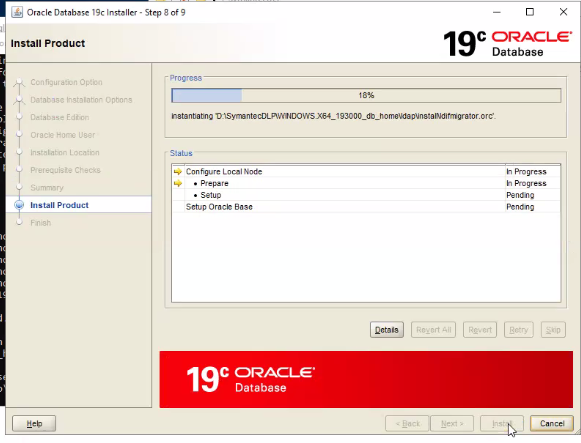 Oracle Database 19c Installer - Step 8 of 9
Install Product
19c ORACLE
Database
Configuration Option
Database Installation Options
Database Edition
Oracle Home User
Installation Location
Prerequisite Checks
Summary
Install Product
Finish
Progress
18%
instantiating 'D:\SymantecDLP\WINDOWS.X64_193000_db_home\ldap\install\ldifmigrator.orc'.
Status
Configure Local Node In Progress
• Prepare In Progress
• Setup Pending
Setup Oracle Base Pending
Details Revert All Revert Retry Skip
19c ORACLE
Database
Help < Back Next > Install Cancel